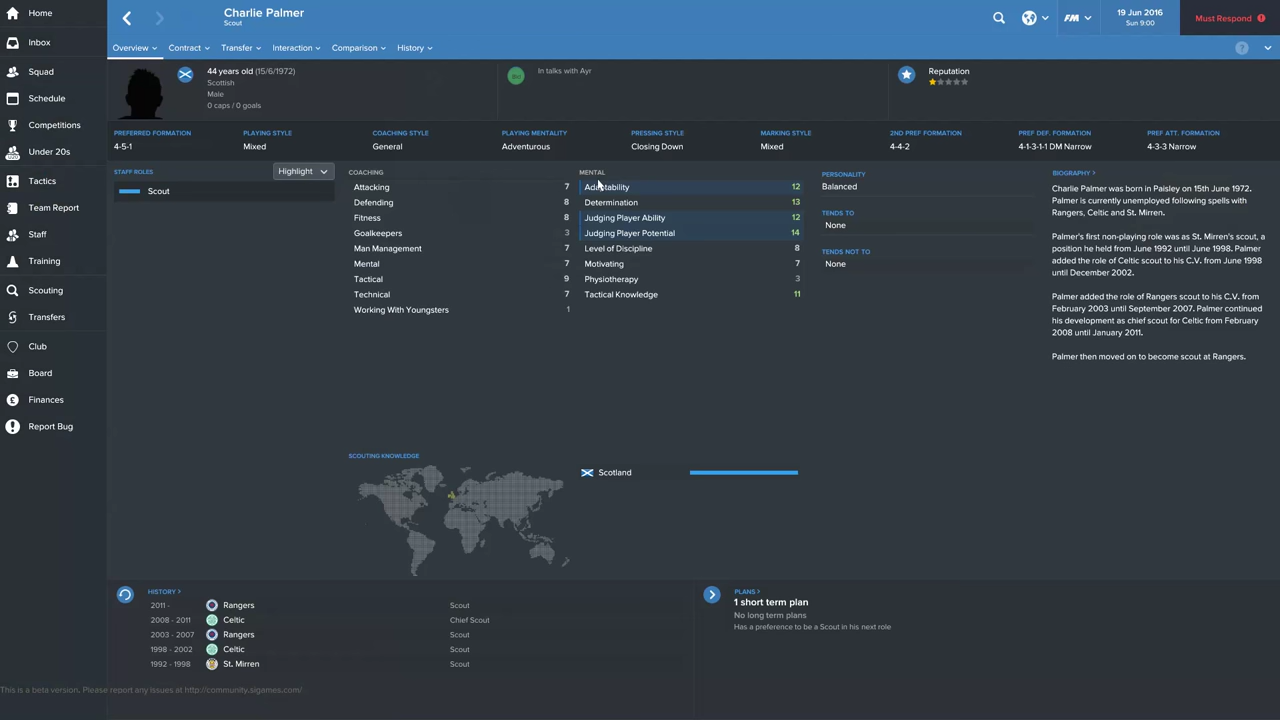 Home
Inbox
Squad
Schedule
Competitions
Under 20s
Tactics
Team Report
Staff
Training
Scouting
Transfers
Club
Board
Finances
Report Bug
Charlie Palmer
Scout
FM
19 Jun 2016
Sun 9:00
Must Respond
Overview
Contract
Transfer
Interaction
Comparison
History
44 years old (15/6/1972)
Scottish
Male
0 caps / 0 goals
In talks with Ayr
Reputation
PREFERRED FORMATION
4-5-1
PLAYING STYLE
Mixed
COACHING STYLE
General
PLAYING MENTALITY
Adventurous
PRESSING STYLE
Closing Down
MARKING STYLE
Mixed
2ND PREF FORMATION
4-4-2
PREF DEF. FORMATION
4-1-3-1-1 DM Narrow
PREF ATT. FORMATION
4-3-3 Narrow
STAFF ROLES
Highlight
Scout
COACHING
Attacking 7
Defending 8
Fitness 8
Goalkeepers 3
Man Management 7
Mental 7
Tactical 9
Technical 7
Working With Youngsters 1
MENTAL
Adaptability 12
Determination 13
Judging Player Ability 12
Judging Player Potential 14
Level of Discipline 8
Motivating 7
Physiotherapy 3
Tactical Knowledge 11
PERSONALITY
Balanced
TENDS TO
None
TENDS NOT TO
None
BIOGRAPHY >
Charlie Palmer was born in Paisley on 15th June 1972.
Palmer is currently unemployed following spells with
Rangers, Celtic and St. Mirren.
Palmer's first non-playing role was as St. Mirren's scout, a
position he held from June 1992 until June 1998. Palmer
added the role of Celtic scout to his C.V. from June 1998
until December 2002.
Palmer added the role of Rangers scout to his C.V. from
February 2003 until September 2007. Palmer continued
his development as chief scout for Celtic from February
2008 until January 2011.
Palmer then moved on to become scout at Rangers.
SCOUTING KNOWLEDGE
Scotland
HISTORY >
2011 - Rangers Scout
2008 - 2011 Celtic Chief Scout
2003 - 2007 Rangers Scout
1998 - 2002 Celtic Scout
1992 - 1998 St. Mirren Scout
PLANS >
1 short term plan
No long term plans
Has a preference to be a Scout in his next role
This is a beta version. Please report any issues at http://community.sigames.com/